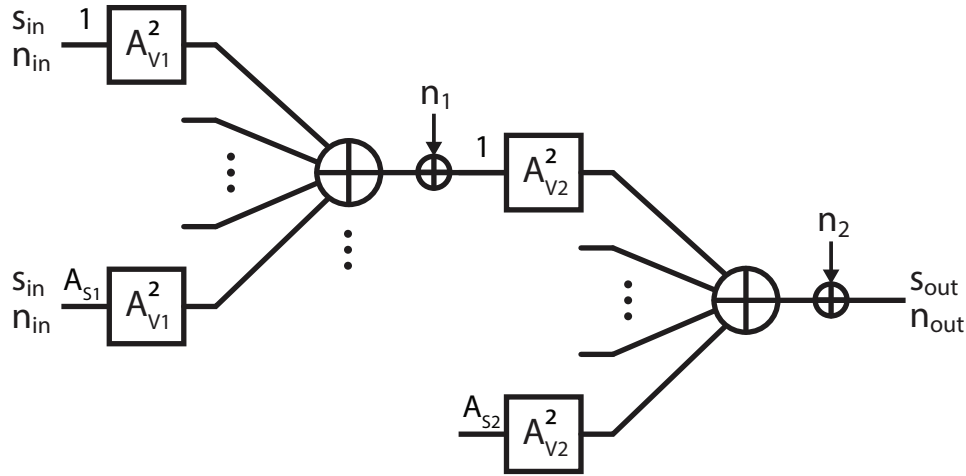 s_in 1 A_V1^2
n_in
n_1
1 A_V2^2
n_2
s_in A_S1 A_V1^2
n_in
s_out
n_out
A_S2 A_V2^2